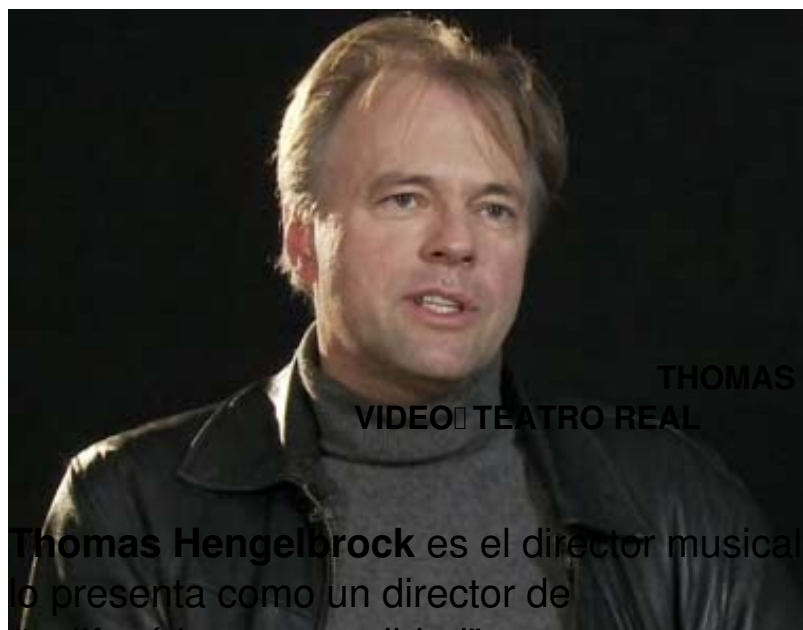 THOMAS
VIDEO TEATRO REAL
Thomas Hengelbrock es el director musical
lo presenta como un director de